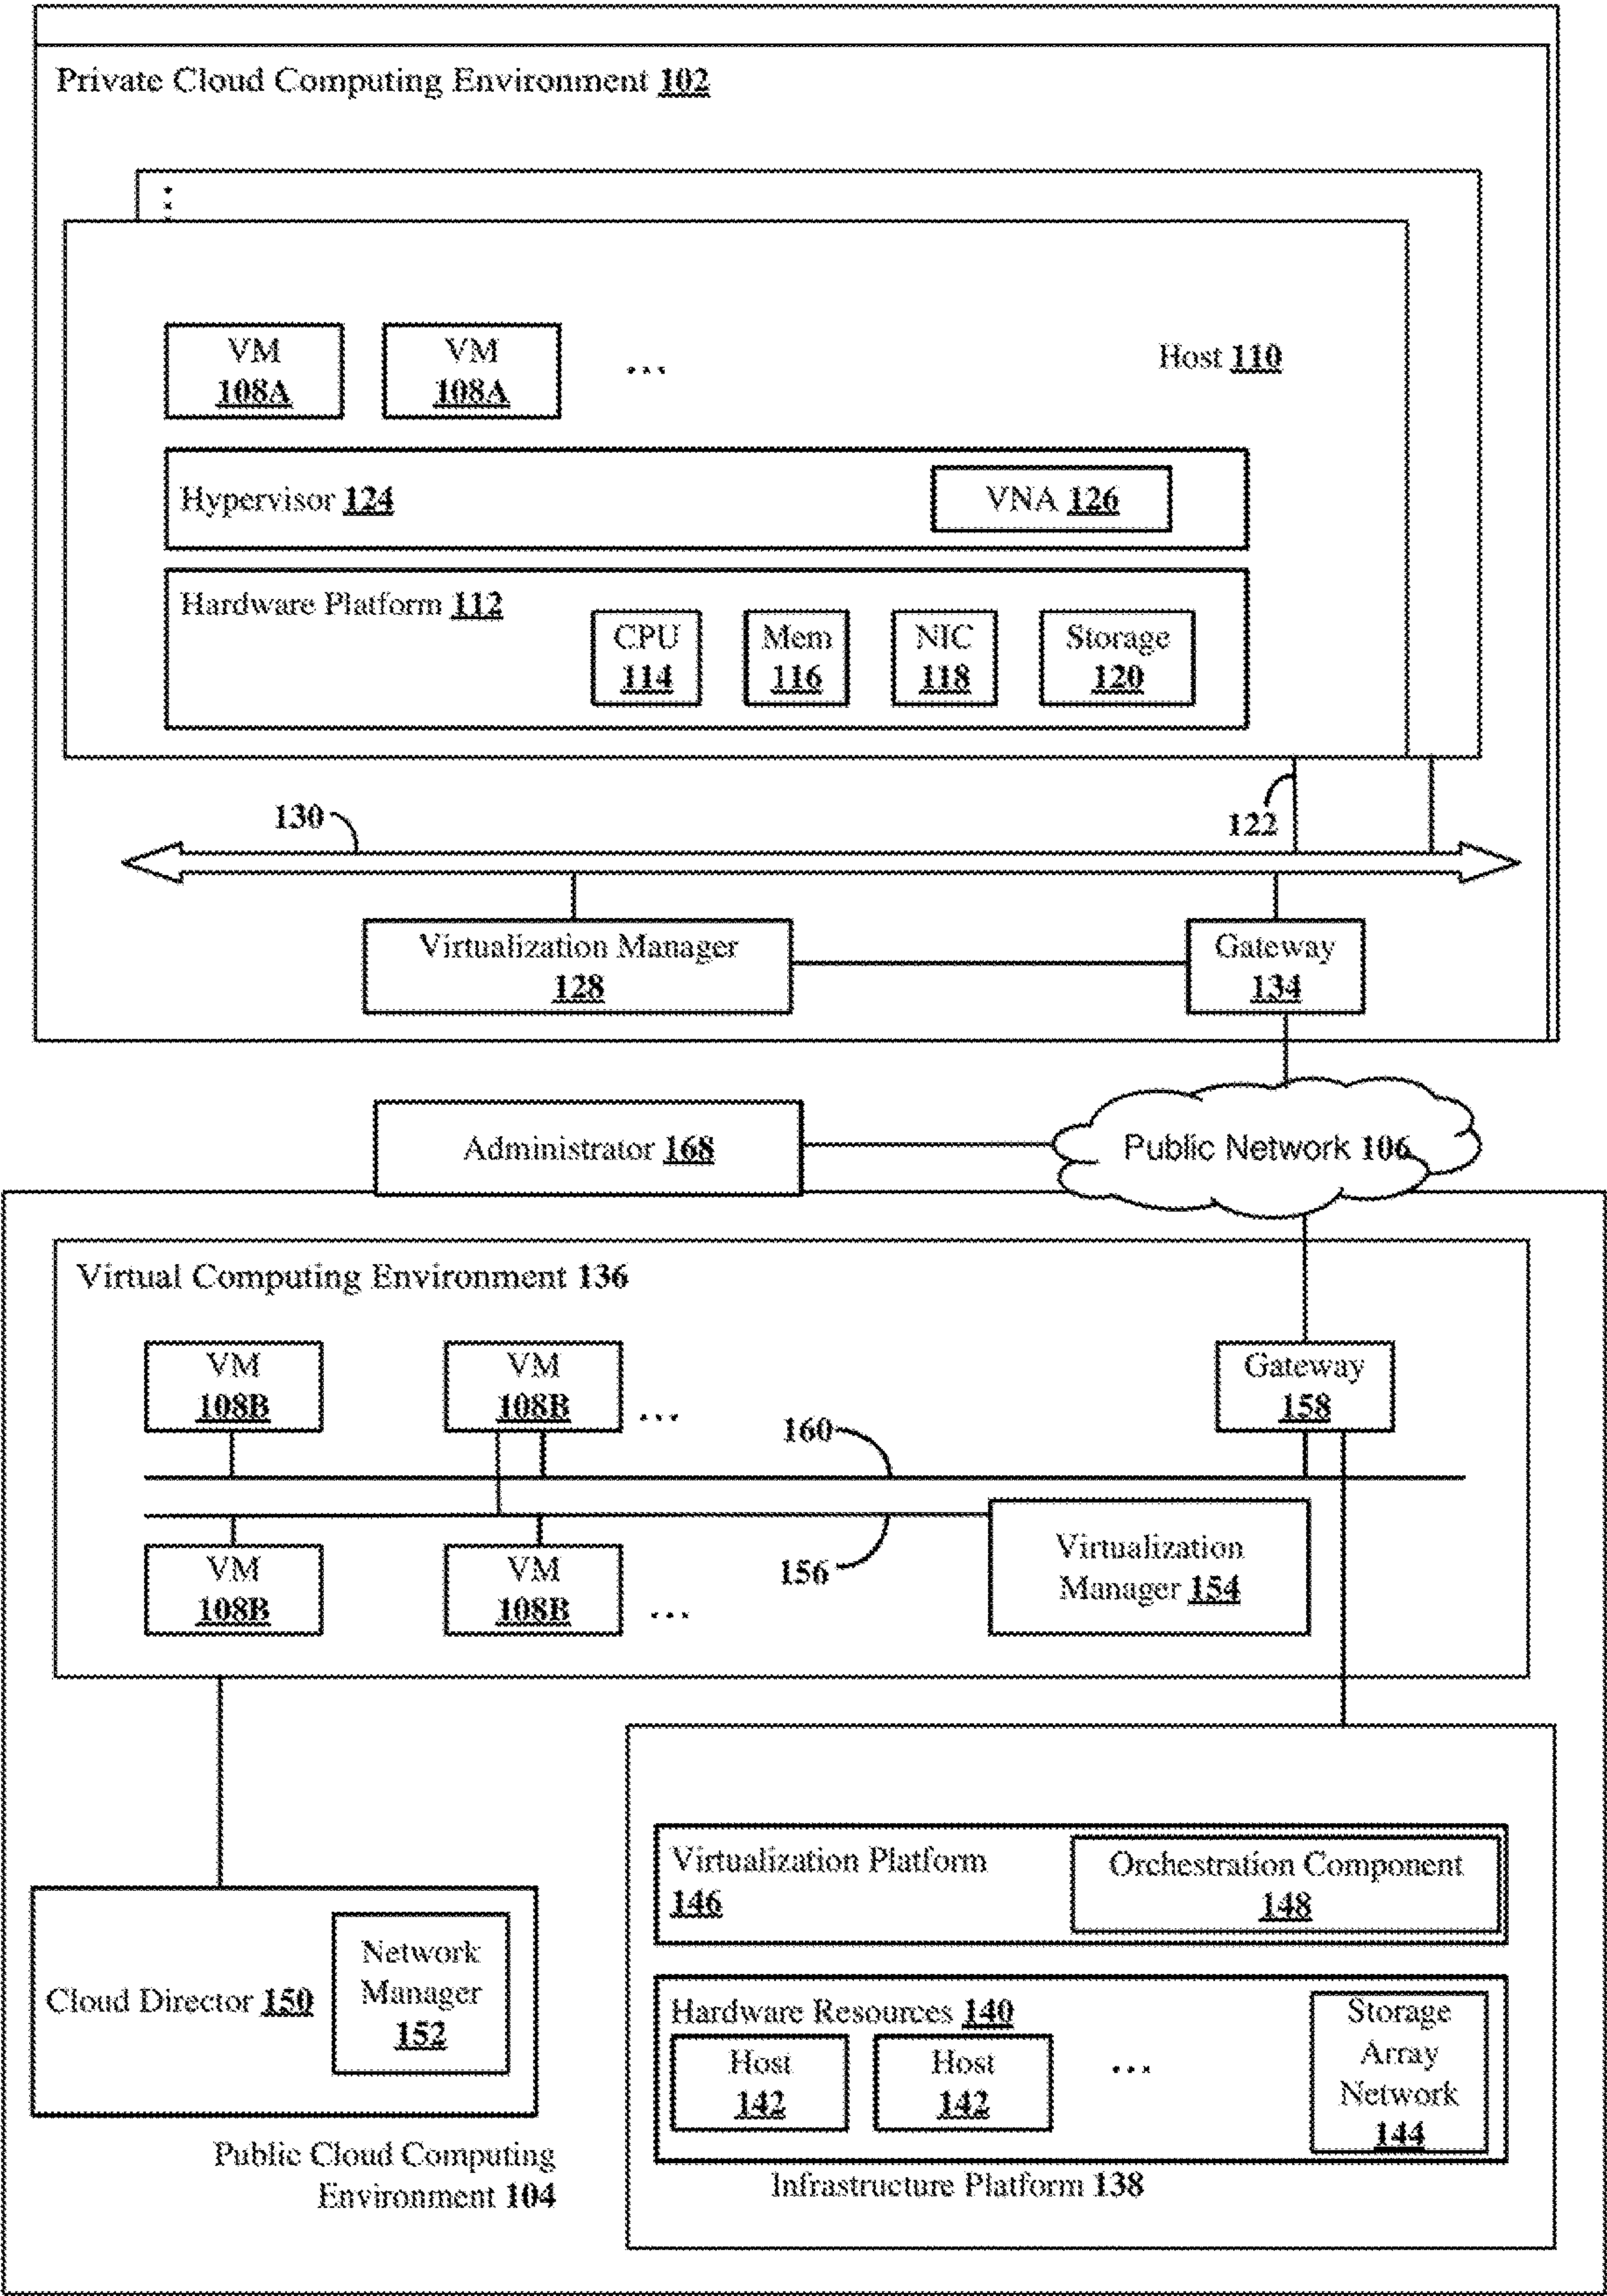 Private Cloud Computing Environment 102
VM
108A
VM
108A
...
Host 110
Hypervisor 124
VNA 126
Hardware Platform 112
CPU
114
Mem
116
NIC
118
Storage
120
130
122
Virtualization Manager
128
Gateway
134
Administrator 168
Public Network 106
Virtual Computing Environment 136
VM
108B
VM
108B
...
Gateway
158
160
156
VM
108B
VM
108B
...
Virtualization
Manager 154
Virtualization Platform
146
Orchestration Component
148
Cloud Director 150
Network
Manager
152
Hardware Resources 140
Host
142
Host
142
...
Storage
Array
Network
144
Public Cloud Computing
Environment 104
Infrastructure Platform 138